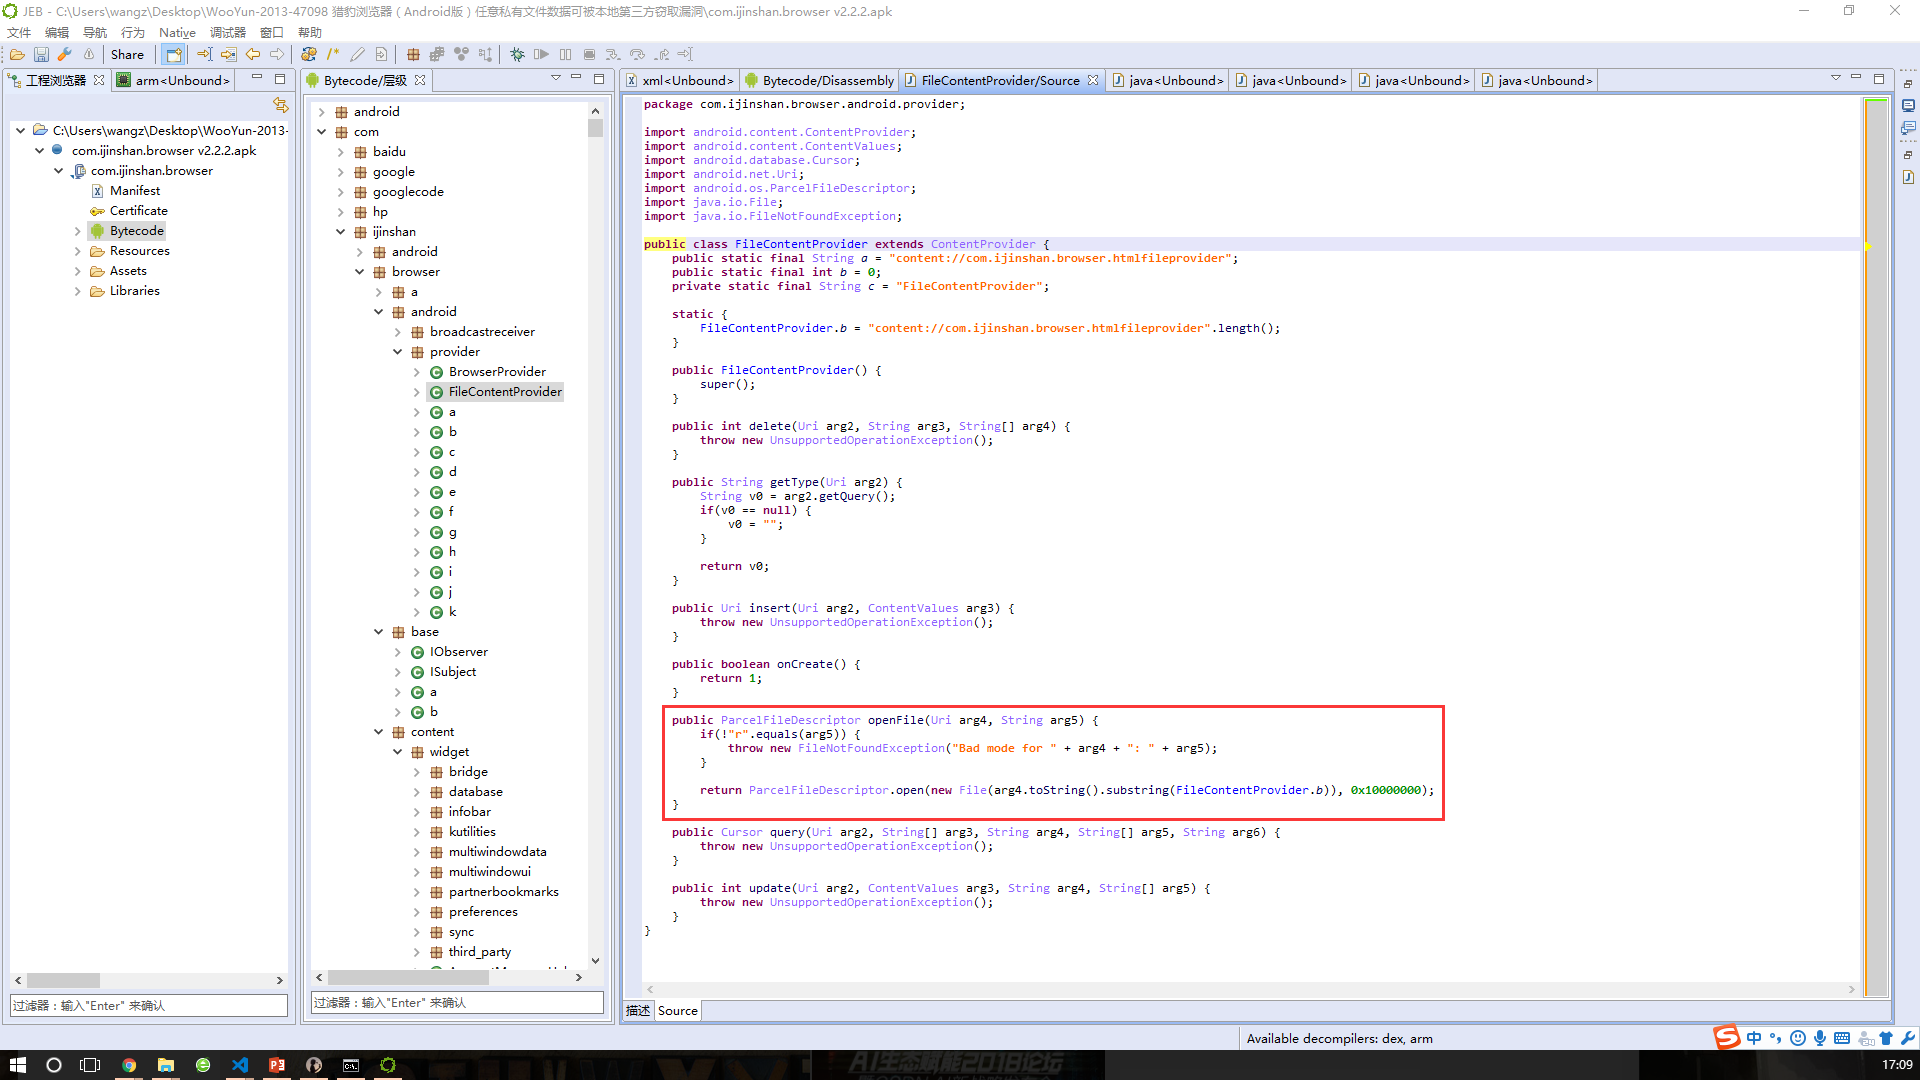 JEB - C:\Users\wangz\Desktop\WooYun-2013-47098 猎豹浏览器（Android版）任意私有文件数据可被本地第三方窃取漏洞\com.ijinshan.browser v2.2.2.apk
文件 编辑 导航 行为 Native 调试器 窗口 帮助
Share
工程浏览器
arm<Unbound>
C:\Users\wangz\Desktop\WooYun-2013-
com.ijinshan.browser v2.2.2.apk
com.ijinshan.browser
Manifest
Certificate
Bytecode
Resources
Assets
Libraries
过滤器：输入"Enter" 来确认
Bytecode/层级
android
com
baidu
google
googlecode
hp
ijinshan
android
browser
a
android
broadcastreceiver
provider
BrowserProvider
FileContentProvider
a
b
c
d
e
f
g
h
i
j
k
base
IObserver
ISubject
a
b
content
widget
bridge
database
infobar
kutilities
multiwindowdata
multiwindowui
partnerbookmarks
preferences
sync
third_party
过滤器：输入"Enter" 来确认
xml<Unbound>
Bytecode/Disassembly
FileContentProvider/Source
java<Unbound>
java<Unbound>
java<Unbound>
java<Unbound>
package com.ijinshan.browser.android.provider;
import android.content.ContentProvider;
import android.content.ContentValues;
import android.database.Cursor;
import android.net.Uri;
import android.os.ParcelFileDescriptor;
import java.io.File;
import java.io.FileNotFoundException;
public class FileContentProvider extends ContentProvider {
public static final String a = "content://com.ijinshan.browser.htmlfileprovider";
public static final int b = 0;
private static final String c = "FileContentProvider";
static {
FileContentProvider.b = "content://com.ijinshan.browser.htmlfileprovider".length();
}
public FileContentProvider() {
super();
}
public int delete(Uri arg2, String arg3, String[] arg4) {
throw new UnsupportedOperationException();
}
public String getType(Uri arg2) {
String v0 = arg2.getQuery();
if(v0 == null) {
v0 = "";
}
return v0;
}
public Uri insert(Uri arg2, ContentValues arg3) {
throw new UnsupportedOperationException();
}
public boolean onCreate() {
return 1;
}
public ParcelFileDescriptor openFile(Uri arg4, String arg5) {
if(!"r".equals(arg5)) {
throw new FileNotFoundException("Bad mode for " + arg4 + ": " + arg5);
}
return ParcelFileDescriptor.open(new File(arg4.toString().substring(FileContentProvider.b)), 0x10000000);
}
public Cursor query(Uri arg2, String[] arg3, String arg4, String[] arg5, String arg6) {
throw new UnsupportedOperationException();
}
public int update(Uri arg2, ContentValues arg3, String arg4, String[] arg5) {
throw new UnsupportedOperationException();
}
}
描述 Source
Available decompilers: dex, arm
中
17:09